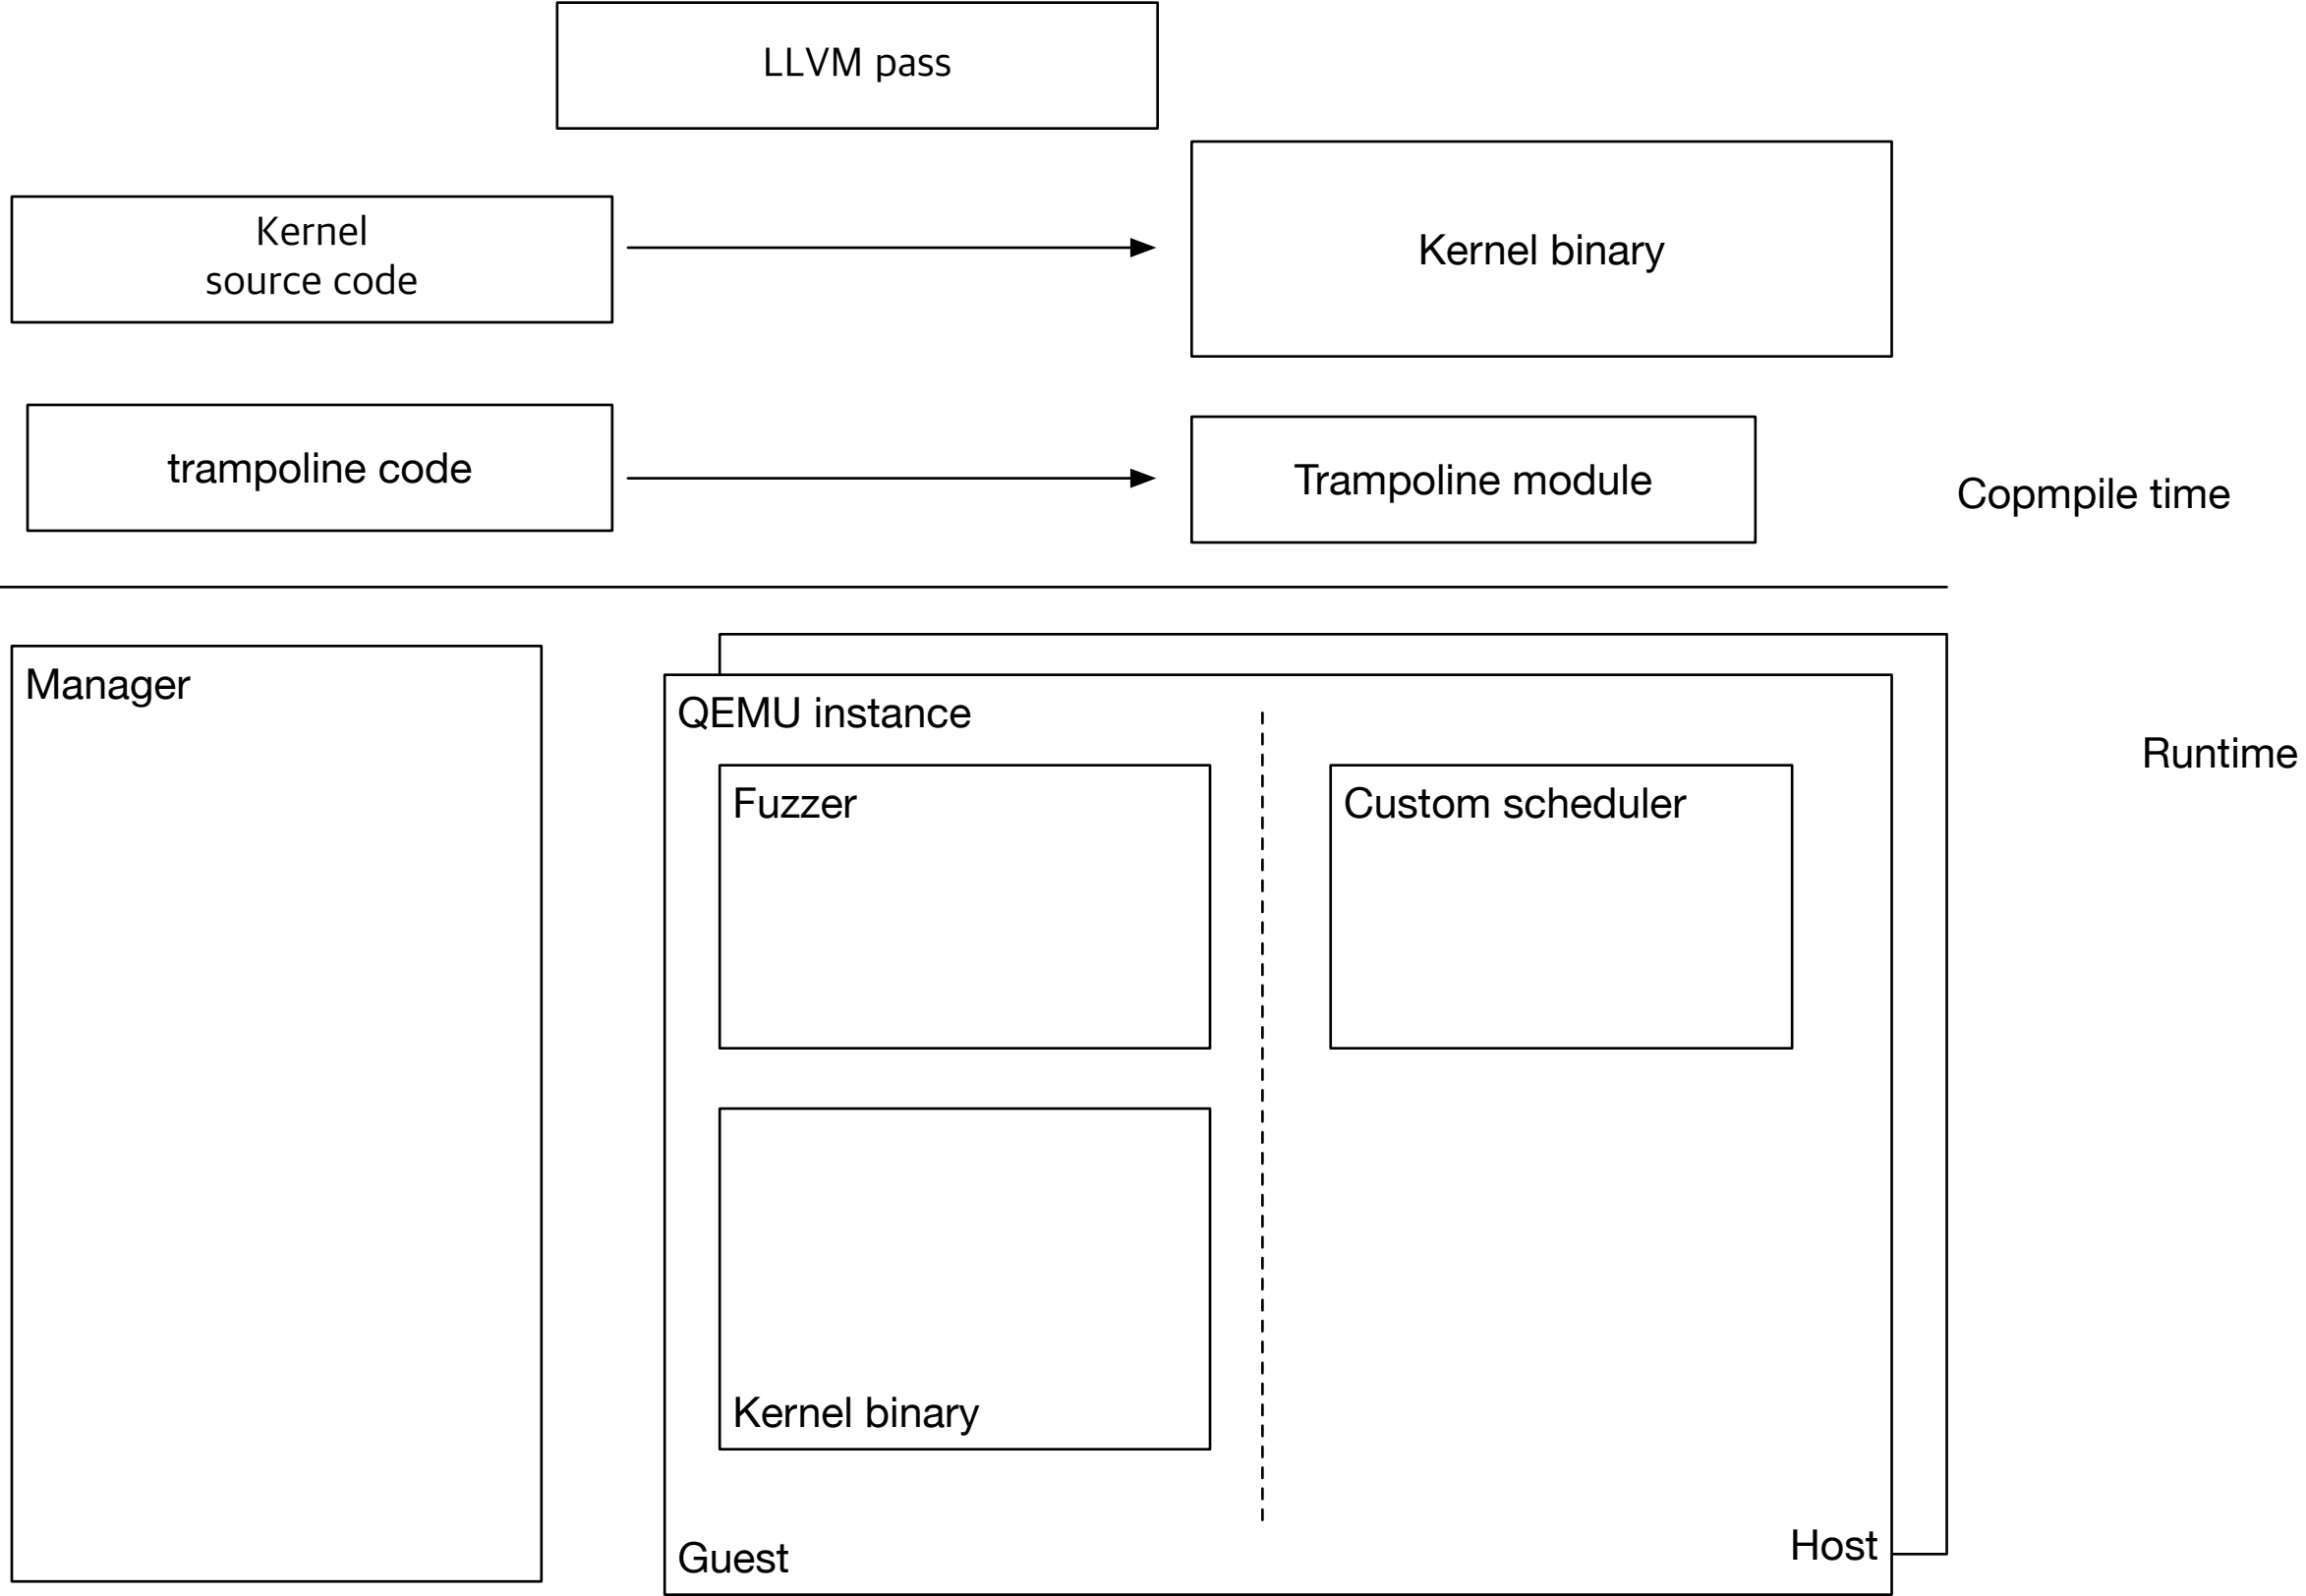 LLVM pass
Kernel
source code
Kernel binary
trampoline code
Trampoline module
Copmpile time
Manager
QEMU instance
Runtime
Fuzzer
Custom scheduler
Kernel binary
Guest
Host